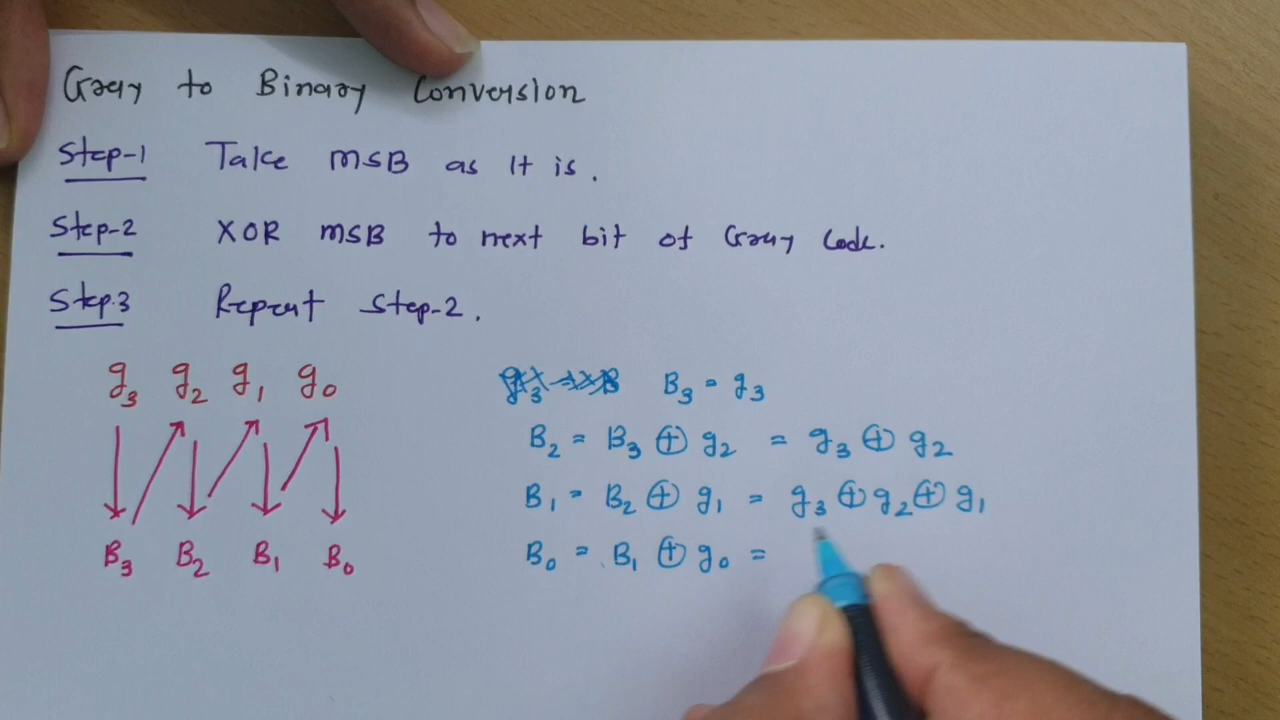 Gray to Binary Conversion
Step-1 Take MSB as it is.
Step-2 XOR MSB to next bit of Gray Code.
Step-3 Repeat Step-2.
g₃ g₂ g₁ g₀
B₃ B₂ B₁ B₀
B₃ = g₃
B₂ = B₃ ⊕ g₂ = g₃ ⊕ g₂
B₁ = B₂ ⊕ g₁ = g₃ ⊕ g₂ ⊕ g₁
B₀ = B₁ ⊕ g₀ =